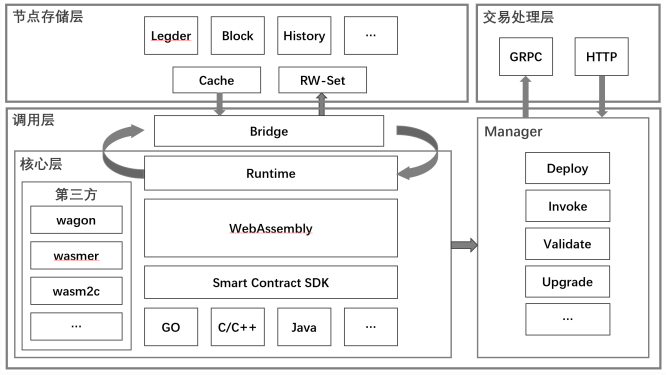 节点存储层
Legder
Block
History
...
Cache
RW-Set
交易处理层
GRPC
HTTP
调用层
Bridge
核心层
Runtime
第三方
wagon
wasmer
wasm2c
...
WebAssembly
Smart Contract SDK
GO
C/C++
Java
...
Manager
Deploy
Invoke
Validate
Upgrade
...